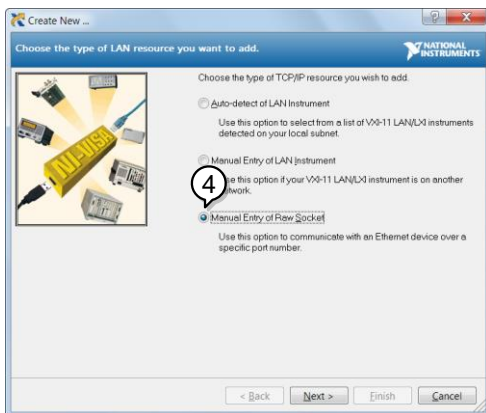 Create New ...
Choose the type of LAN resource you want to add.
NATIONAL
INSTRUMENTS
Choose the type of TCP/IP resource you wish to add.
Auto-detect of LAN Instrument
Use this option to select from a list of VXI-11 LAN/LXI instruments
detected on your local subnet.
Manual Entry of LAN Instrument
this option if your VXI-11 LAN/LXI instrument is on another
4
Manual Entry of Raw Socket
Use this option to communicate with an Ethernet device over a
specific port number.
NI-VISA
< Back
Next >
Finish
Cancel